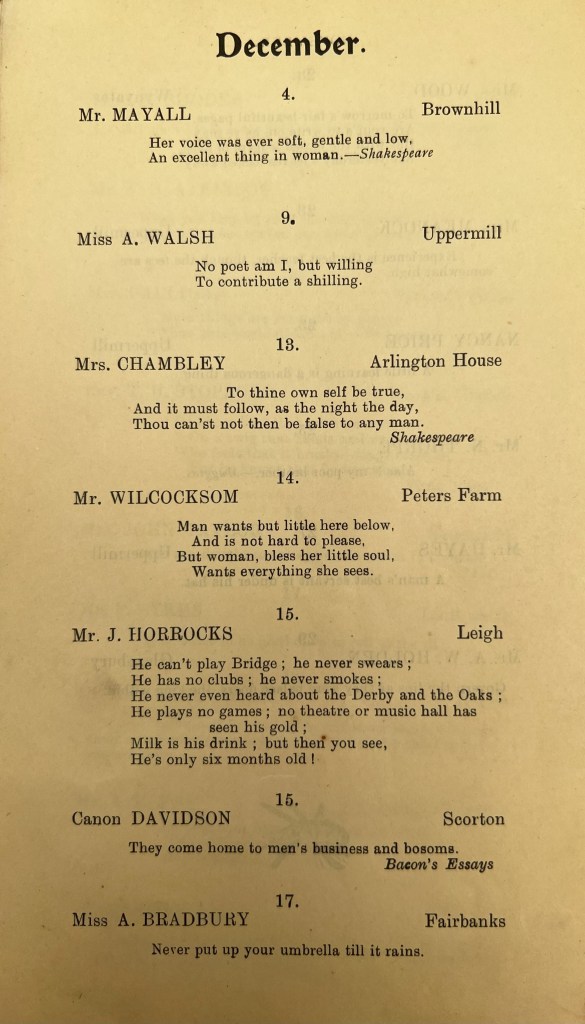 December.
4.
Mr. MAYALL Brownhill
Her voice was ever soft, gentle and low,
An excellent thing in woman.—Shakespeare
9.
Miss A. WALSH Uppermill
No poet am I, but willing
To contribute a shilling.
13.
Mrs. CHAMBLEY Arlington House
To thine own self be true,
And it must follow, as the night the day,
Thou can'st not then be false to any man.
Shakespeare
14.
Mr. WILCOCKSOM Peters Farm
Man wants but little here below,
And is not hard to please,
But woman, bless her little soul,
Wants everything she sees.
15.
Mr. J. HORROCKS Leigh
He can't play Bridge ; he never swears ;
He has no clubs ; he never smokes ;
He never even heard about the Derby and the Oaks ;
He plays no games ; no theatre or music hall has
seen his gold ;
Milk is his drink ; but then you see,
He's only six months old !
15.
Canon DAVIDSON Scorton
They come home to men's business and bosoms.
Bacon's Essays
17.
Miss A. BRADBURY Fairbanks
Never put up your umbrella till it rains.